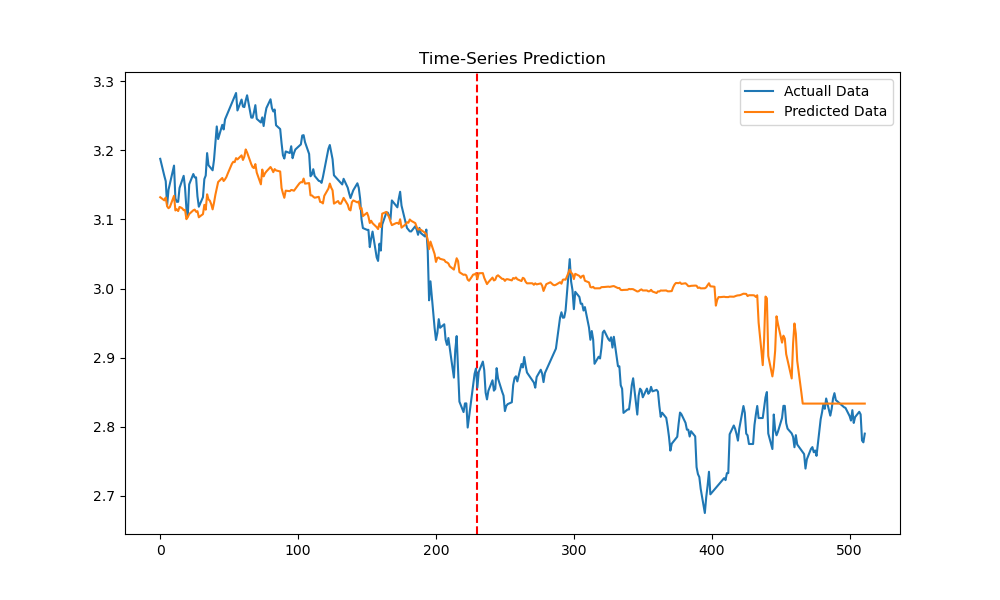 Time-Series Prediction
Actuall Data
Predicted Data
3.3
3.2
3.1
3.0
2.9
2.8
2.7
0 100 200 300 400 500